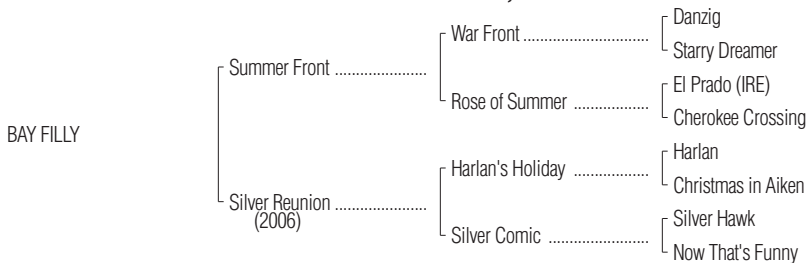 Danzig
War Front ..............................
Starry Dreamer
Summer Front ......................
El Prado (IRE)
Rose of Summer ..................
Cherokee Crossing
BAY FILLY
Harlan
Harlan's Holiday ..................
Christmas in Aiken
Silver Reunion ......................
(2006)
Silver Hawk
Silver Comic ........................
Now That's Funny